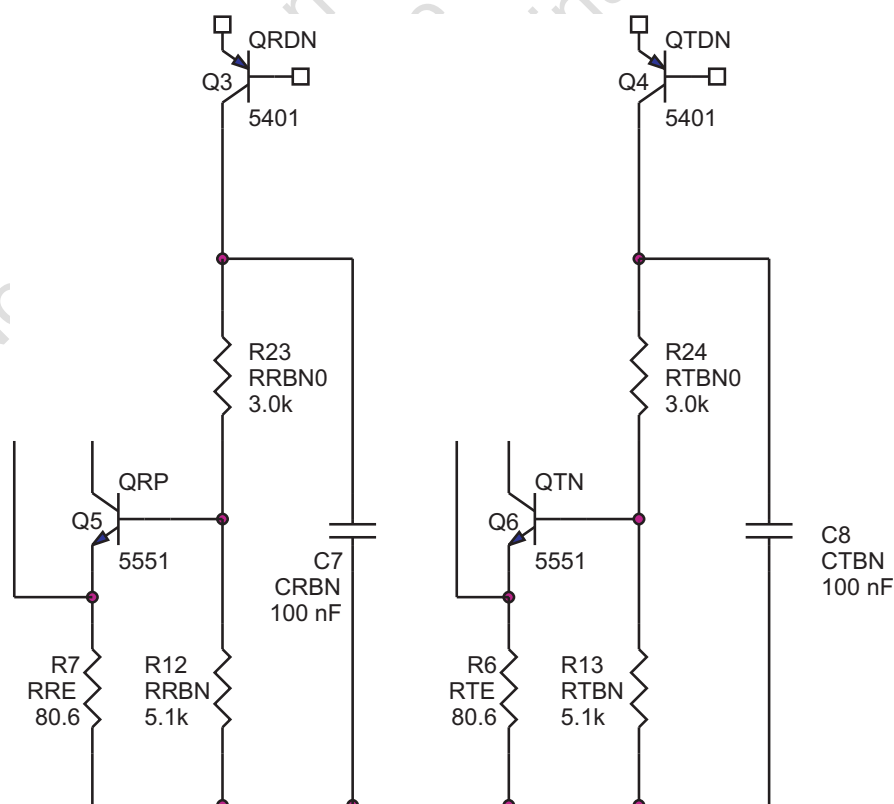 QRDN
Q3
5401
QTDN
Q4
5401
R23
RRBN0
3.0k
R24
RTBN0
3.0k
QRP
Q5
5551
QTN
Q6
5551
C7
CRBN
100 nF
C8
CTBN
100 nF
R7
RRE
80.6
R12
RRBN
5.1k
R6
RTE
80.6
R13
RTBN
5.1k